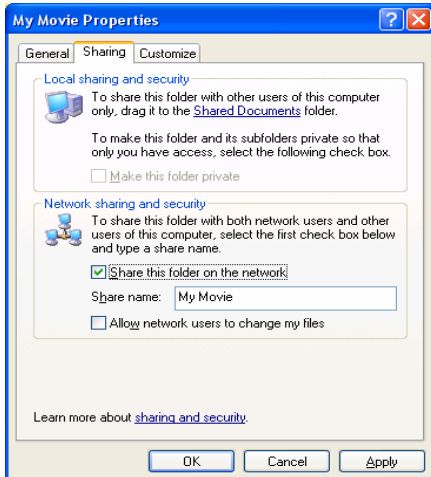 My Movie Properties
General Sharing Customize
Local sharing and security
To share this folder with other users of this computer
only, drag it to the Shared Documents folder.
To make this folder and its subfolders private so that
only you have access, select the following check box.
Make this folder private
Network sharing and security
To share this folder with both network users and other
users of this computer, select the first check box below
and type a share name.
Share this folder on the network
Share name: My Movie
Allow network users to change my files
Learn more about sharing and security.
OK Cancel Apply